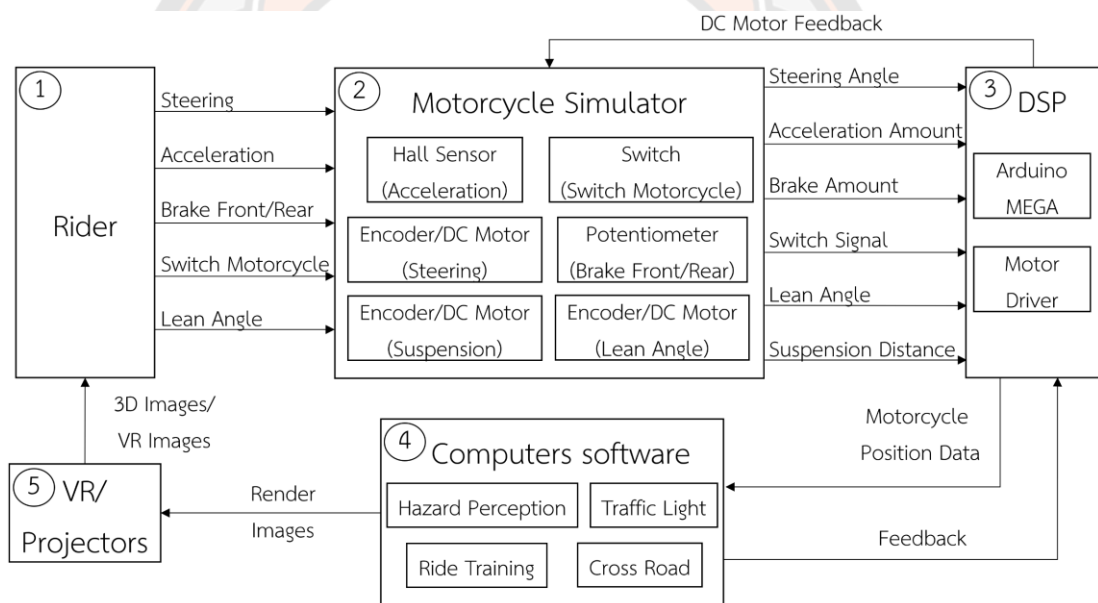 DC Motor Feedback
1
Rider
Steering
Acceleration
Brake Front/Rear
Switch Motorcycle
Lean Angle
2
Motorcycle Simulator
Hall Sensor
(Acceleration)
Switch
(Switch Motorcycle)
Encoder/DC Motor
(Steering)
Potentiometer
(Brake Front/Rear)
Encoder/DC Motor
(Suspension)
Encoder/DC Motor
(Lean Angle)
Steering Angle
Acceleration Amount
Brake Amount
Switch Signal
Lean Angle
Suspension Distance
3
DSP
Arduino
MEGA
Motor
Driver
Motorcycle
Position Data
Feedback
4
Computers software
Hazard Perception
Traffic Light
Ride Training
Cross Road
Render
Images
5
VR/
Projectors
3D Images/
VR Images